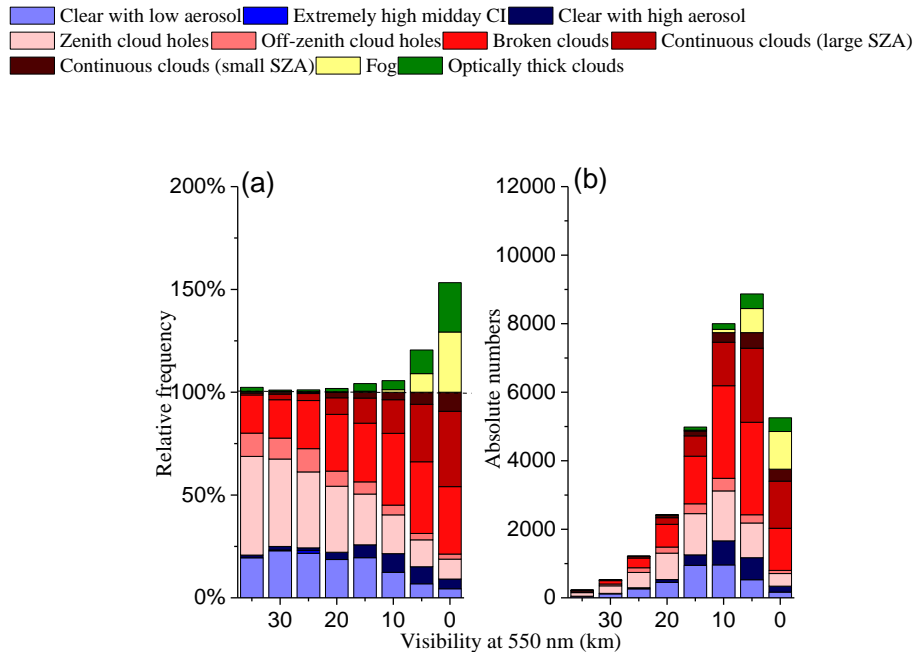 Clear with low aerosol Extremely high midday CI Clear with high aerosol
Zenith cloud holes Off-zenith cloud holes Broken clouds Continuous clouds (large SZA)
Continuous clouds (small SZA) Fog Optically thick clouds
(a)
200%
150%
100%
50%
0%
Relative frequency
30 20 10 0
(b)
12000
10000
8000
6000
4000
2000
0
Absolute numbers
30 20 10 0
Visibility at 550 nm (km)